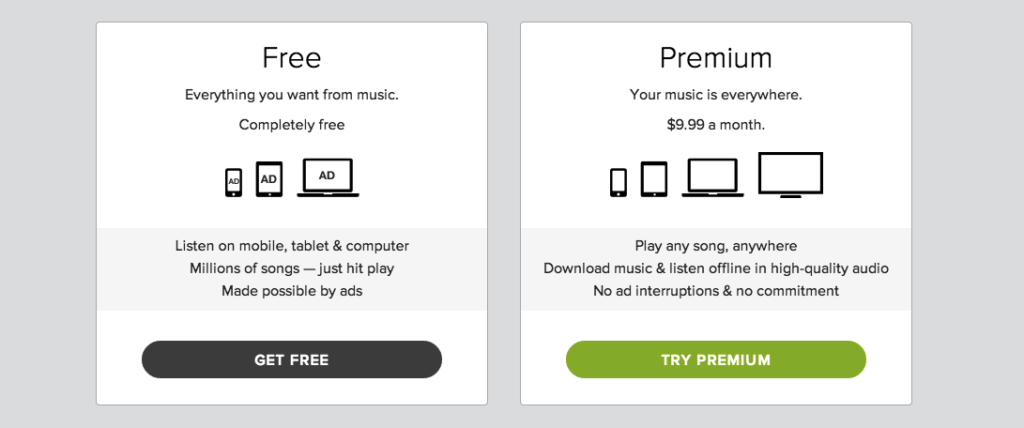 Free
Everything you want from music.
Completely free
AD
AD
AD
Listen on mobile, tablet & computer
Millions of songs — just hit play
Made possible by ads
GET FREE
Premium
Your music is everywhere.
$9.99 a month.
Play any song, anywhere
Download music & listen offline in high-quality audio
No ad interruptions & no commitment
TRY PREMIUM